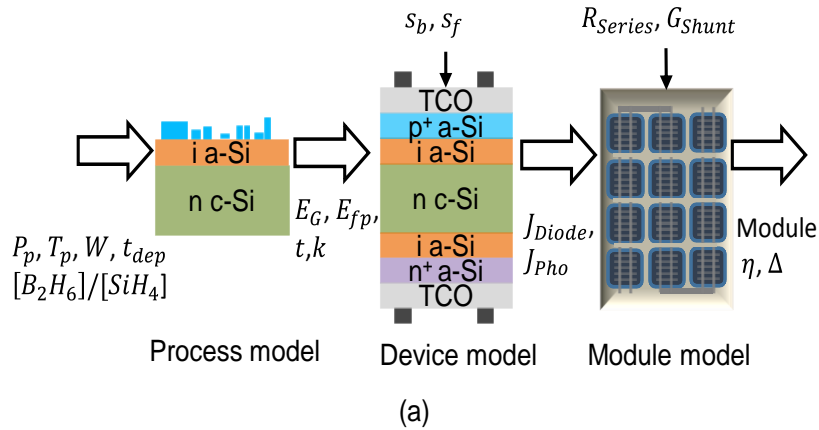 s_b, s_f
R_Series, G_Shunt
TCO
p⁺ a-Si
i a-Si
i a-Si
n c-Si
n c-Si
E_G, E_fp,
t,k
i a-Si
n⁺ a-Si
TCO
J_Diode,
J_Pho
Module
η, Δ
P_p, T_p, W, t_dep
[B_2H_6]/[SiH_4]
Process model
Device model
Module model
(a)